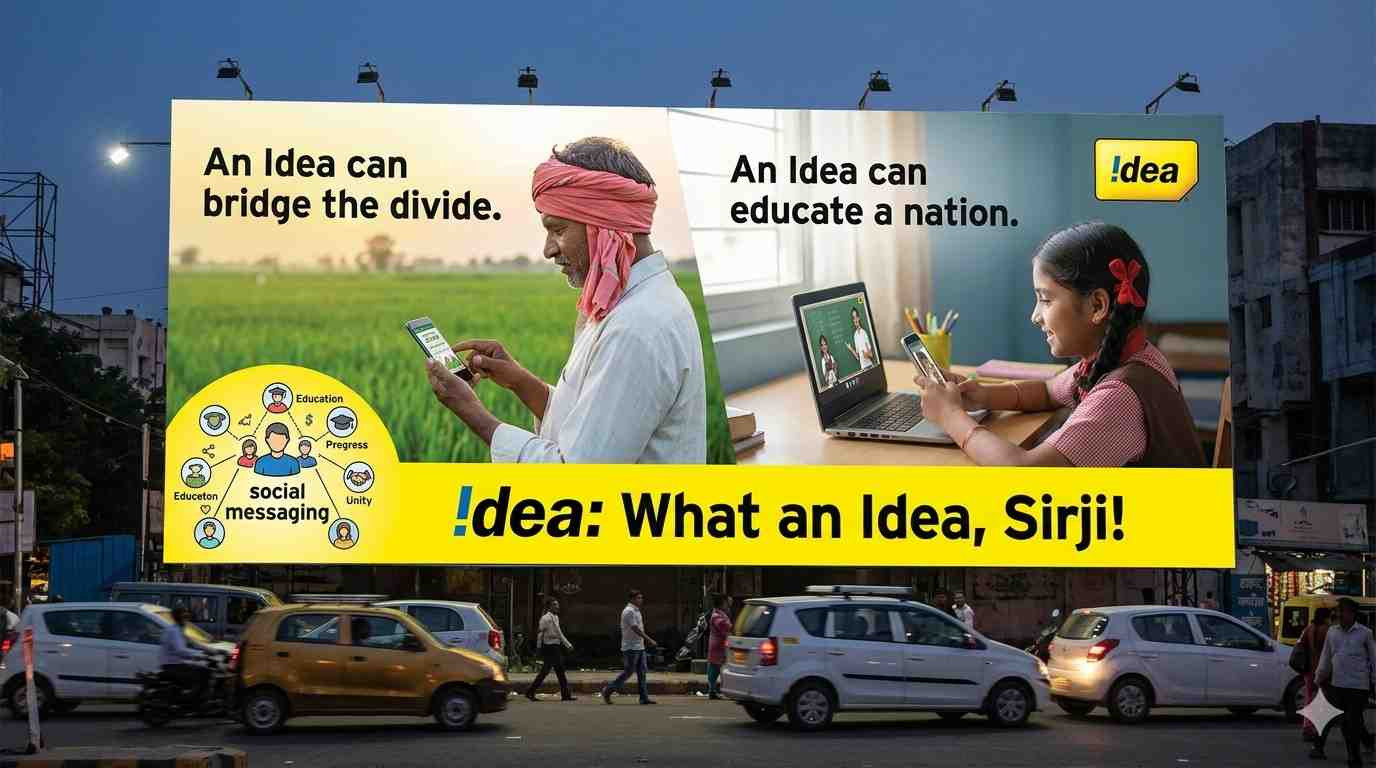 An Idea can
bridge the divide.
An Idea can
educate a nation.
!dea
Education
Pregress
Educeton
Unity
social
messaging
!dea: What an Idea, Sirji!